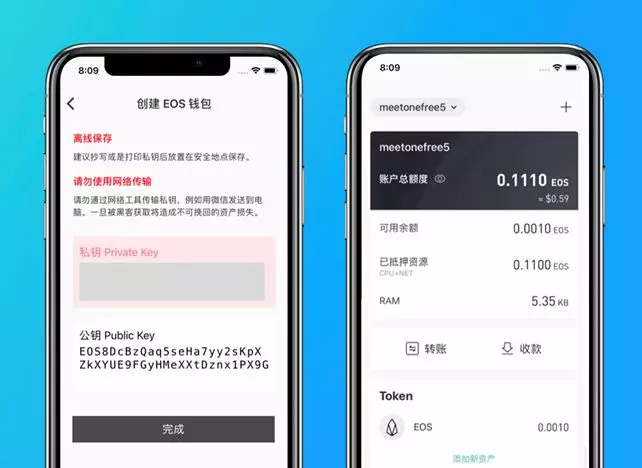 8:09
创建 EOS 钱包
离线保存
建议抄写或是打印私钥后放置在安全地点保存。
请勿使用网络传输
请勿通过网络工具传输私钥，例如用微信发送到电
脑。一旦被黑客获取将造成不可挽回的资产损失。
私钥 Private Key
公钥 Public Key
EOS8DcBzQaq5seHa7yy2sKpX
ZkXYUE9FGyHMeXXtDznx1PX9G
完成
8:09
meetonefree5
meetonefree5
账户总额度 0.1110 EOS
≈ $0.59
可用余额 0.0010 EOS
已抵押资源 0.1100 EOS
CPU+NET
RAM 5.35 KB
转账 收款
Token
EOS 0.0010
添加新资产